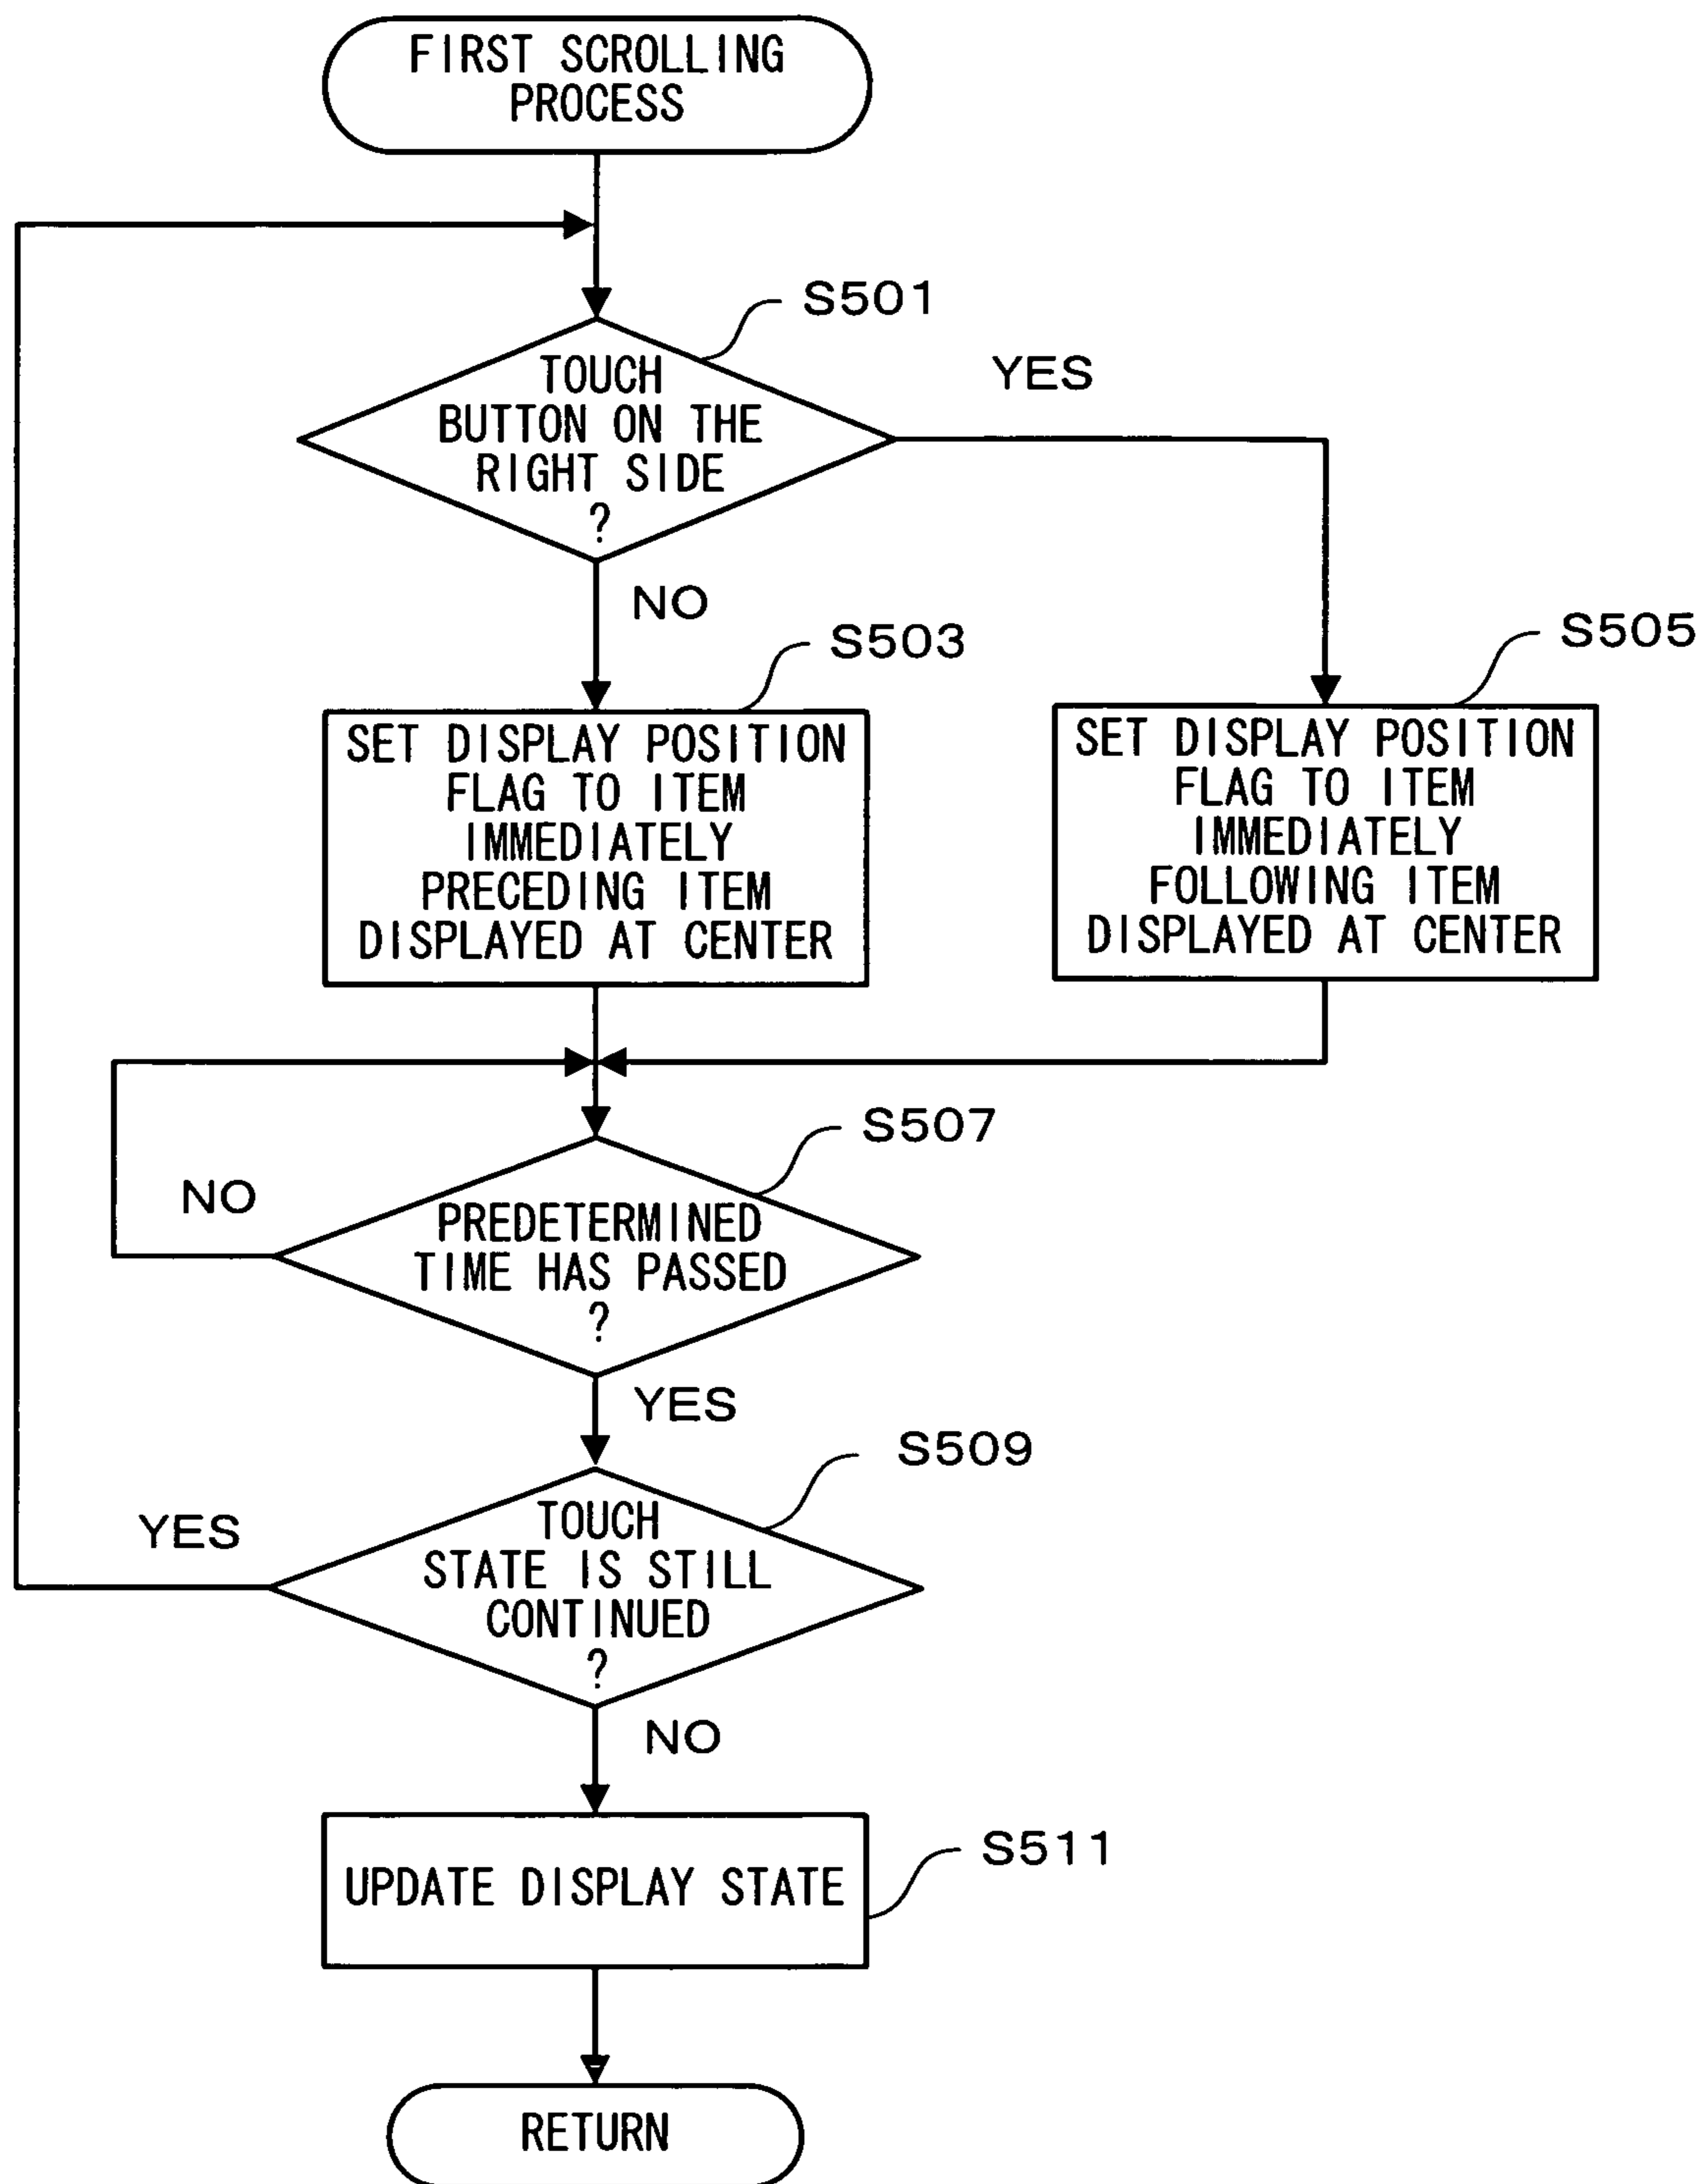 FIRST SCROLLING
PROCESS
S501
TOUCH
BUTTON ON THE
RIGHT SIDE
?
YES
NO
S503
S505
SET DISPLAY POSITION
FLAG TO ITEM
IMMEDIATELY
PRECEDING ITEM
DISPLAYED AT CENTER
SET DISPLAY POSITION
FLAG TO ITEM
IMMEDIATELY
FOLLOWING ITEM
DISPLAYED AT CENTER
S507
NO
PREDETERMINED
TIME HAS PASSED
?
YES
S509
YES
TOUCH
STATE IS STILL
CONTINUED
?
NO
S511
UPDATE DISPLAY STATE
RETURN